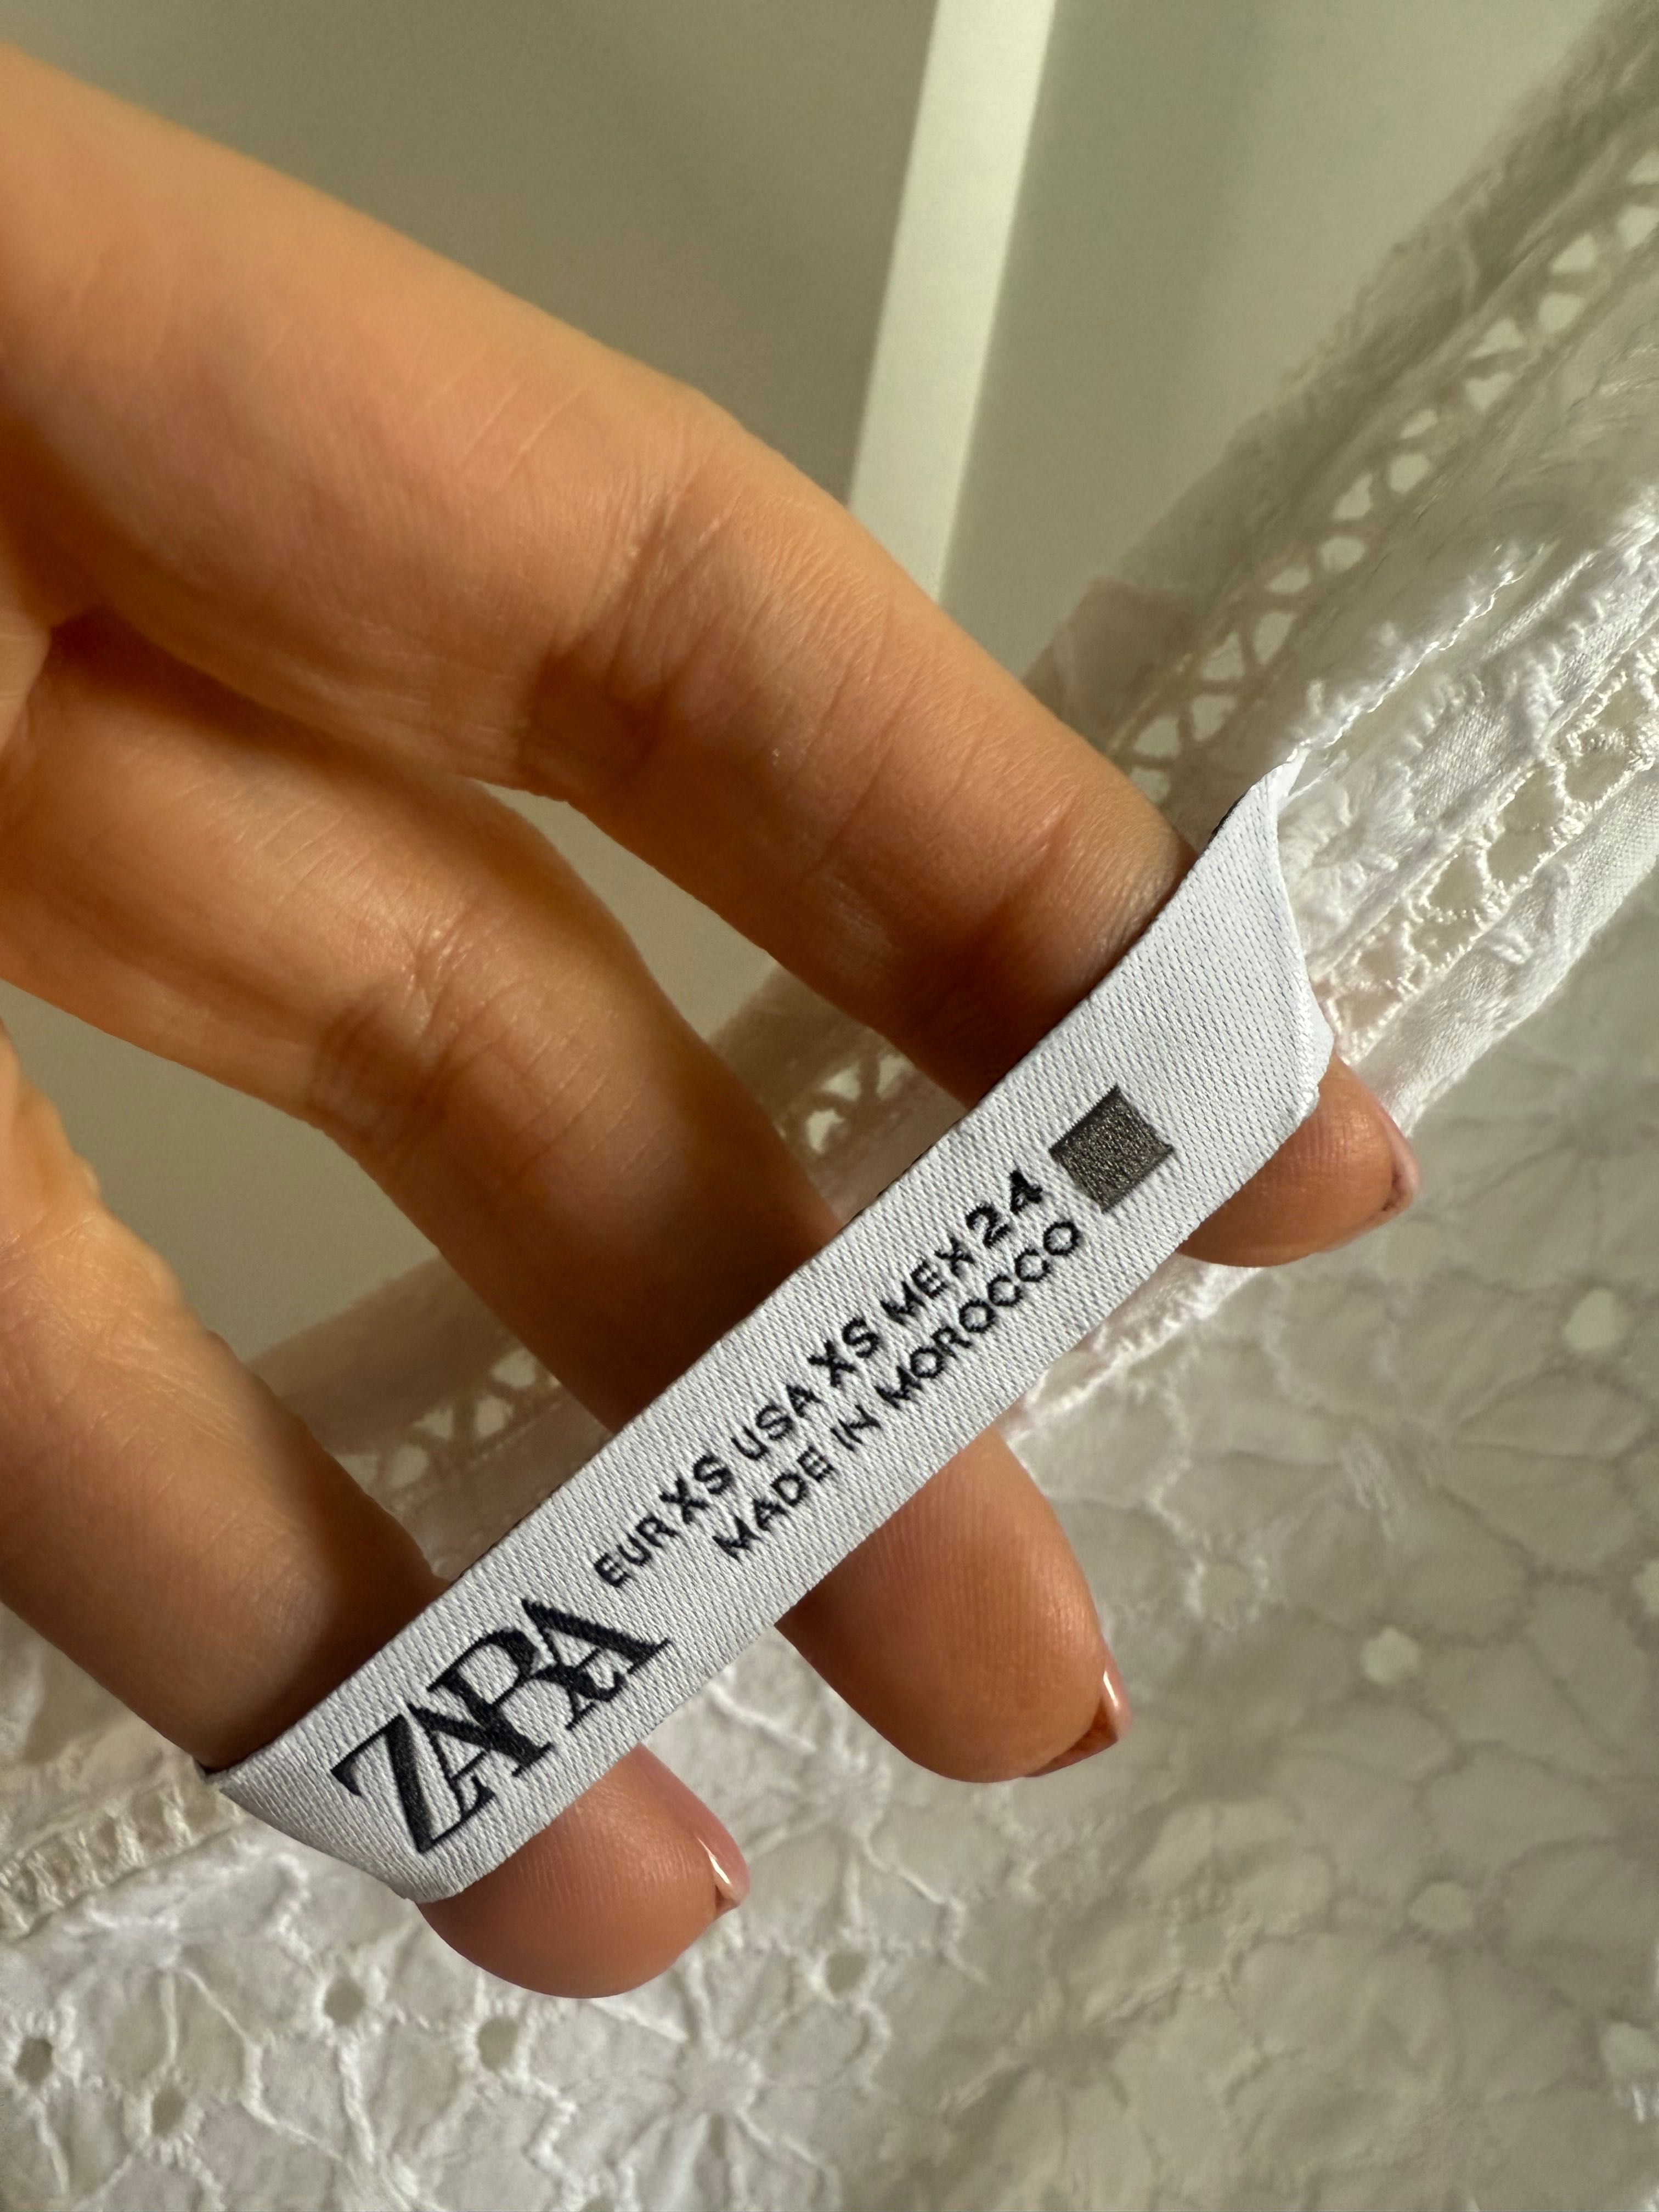 ZARA
EUR XS USA XS MEX 24
MADE IN MOROCCO